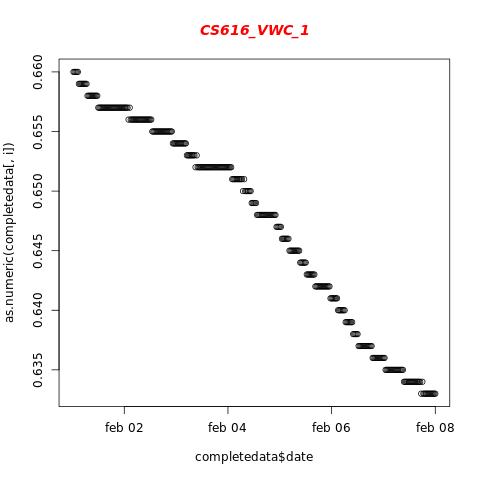 CS616_VWC_1
as.numeric(completedata[, i])
0.660
0.655
0.650
0.645
0.640
0.635
feb 02
feb 04
feb 06
feb 08
completedata$date